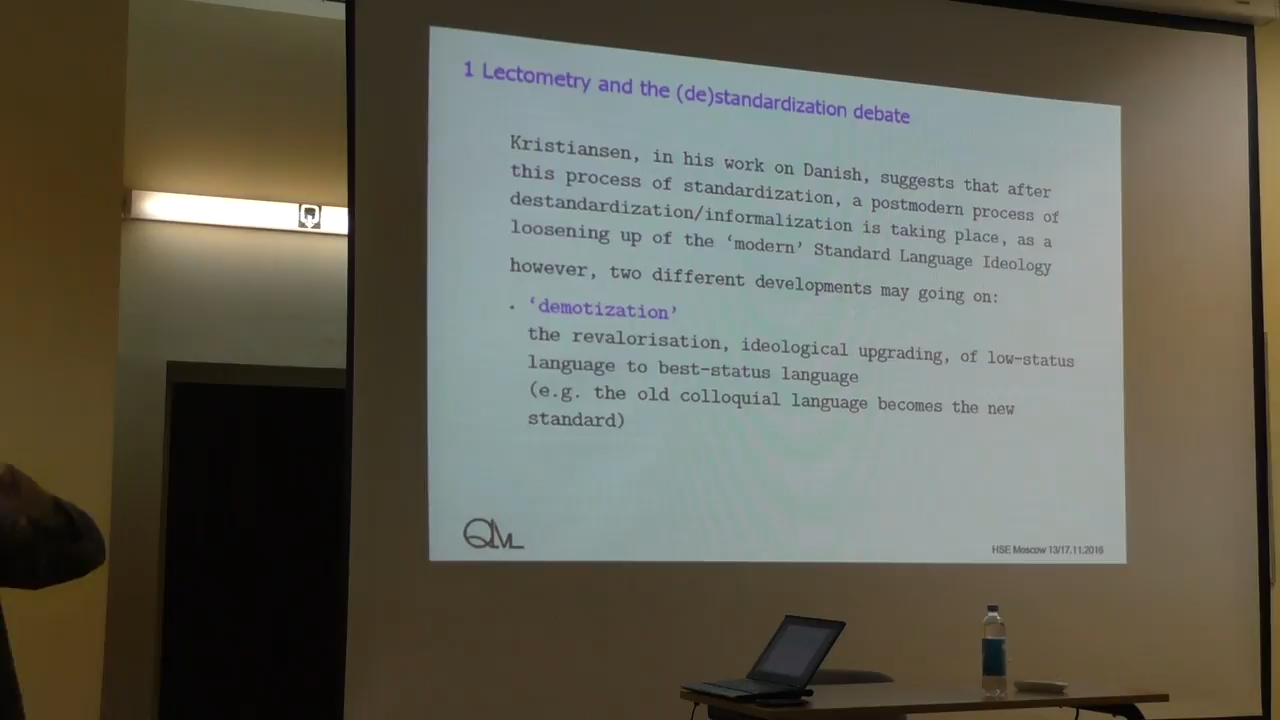 1 Lectometry and the (de)standardization debate
Kristiansen, in his work on Danish, suggests that after
this process of standardization, a postmodern process of
destandardization/informalization is taking place, as a
loosening up of the ‘modern’ Standard Language Ideology
however, two different developments may going on:
· ‘demotization’
the revalorisation, ideological upgrading, of low-status
language to best-status language
(e.g. the old colloquial language becomes the new
standard)
QLVL
HSE Moscow 13/17.11.2016